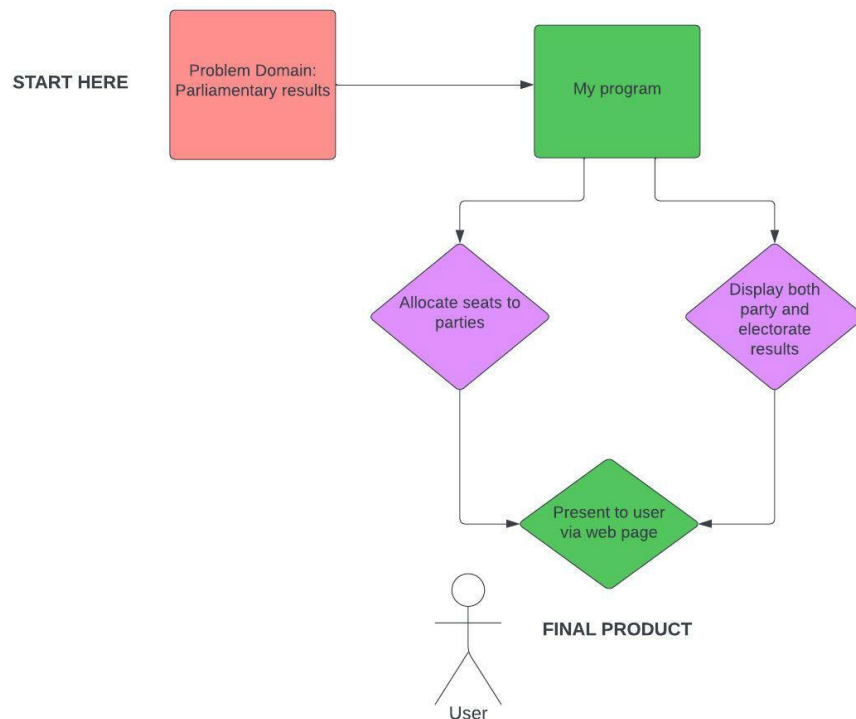 START HERE
Problem Domain:
Parliamentary results
My program
Allocate seats to
parties
Display both
party and
electorate
results
Present to user
via web page
FINAL PRODUCT
User